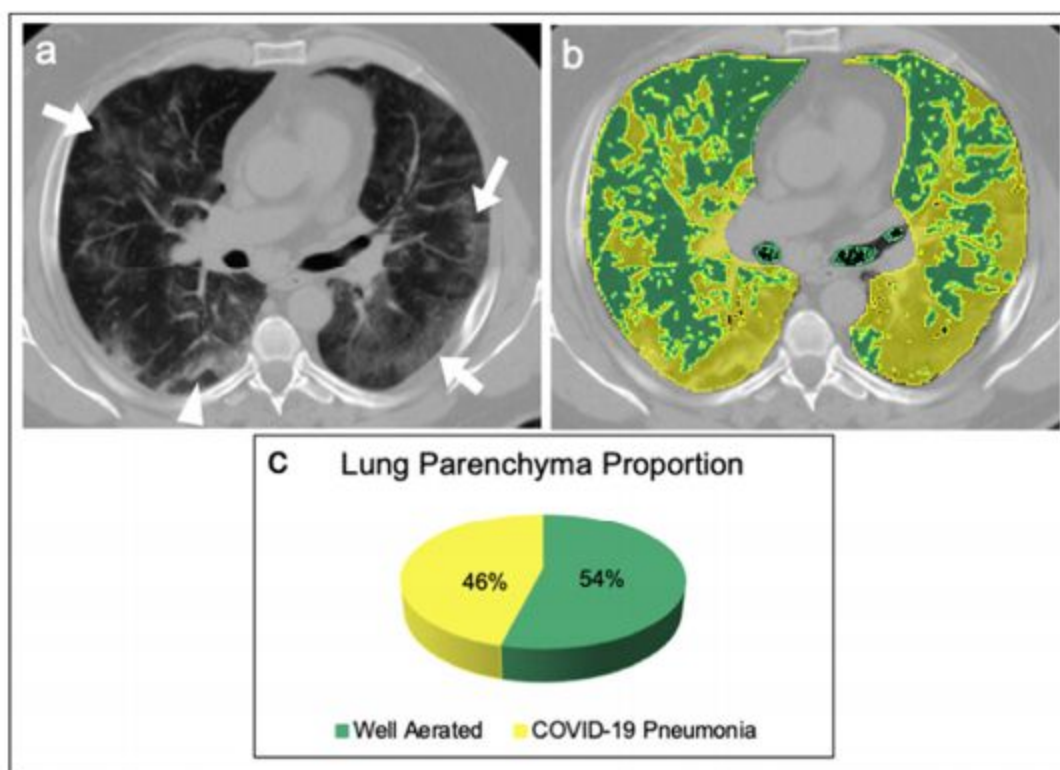 a
b
C Lung Parenchyma Proportion
46%
54%
Well Aerated COVID-19 Pneumonia